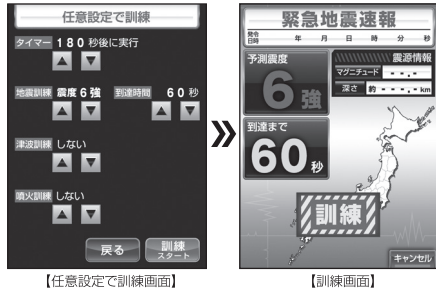 任意設定で訓練
タイマー 180 秒後に実行
地震訓練 震度6強 到達時間 60 秒
津波訓練 しない
噴火訓練 しない
戻る 訓練スタート
【任意設定で訓練画面】
緊急地震速報
発令日時 年 月 日 時 分 秒
予測震度
6強
震源情報
マグニチュード -.-
深さ 約 ---.- km
到達まで
60秒
訓練
キャンセル
【訓練画面】